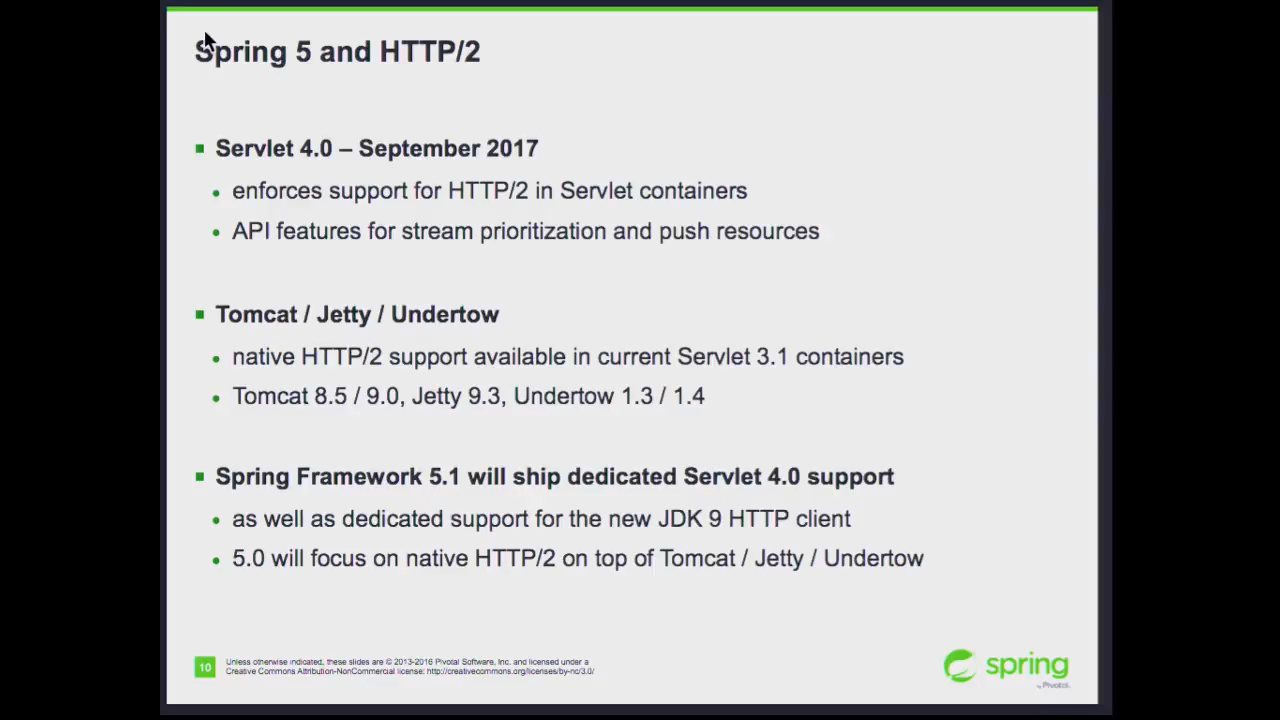 Spring 5 and HTTP/2
Servlet 4.0 – September 2017
enforces support for HTTP/2 in Servlet containers
API features for stream prioritization and push resources
Tomcat / Jetty / Undertow
native HTTP/2 support available in current Servlet 3.1 containers
Tomcat 8.5 / 9.0, Jetty 9.3, Undertow 1.3 / 1.4
Spring Framework 5.1 will ship dedicated Servlet 4.0 support
as well as dedicated support for the new JDK 9 HTTP client
5.0 will focus on native HTTP/2 on top of Tomcat / Jetty / Undertow
10
Unless otherwise indicated, these slides are © 2013-2016 Pivotal Software, Inc. and licensed under a
Creative Commons Attribution-NonCommercial license: http://creativecommons.org/licenses/by-nc/3.0/
spring
by Pivotal.